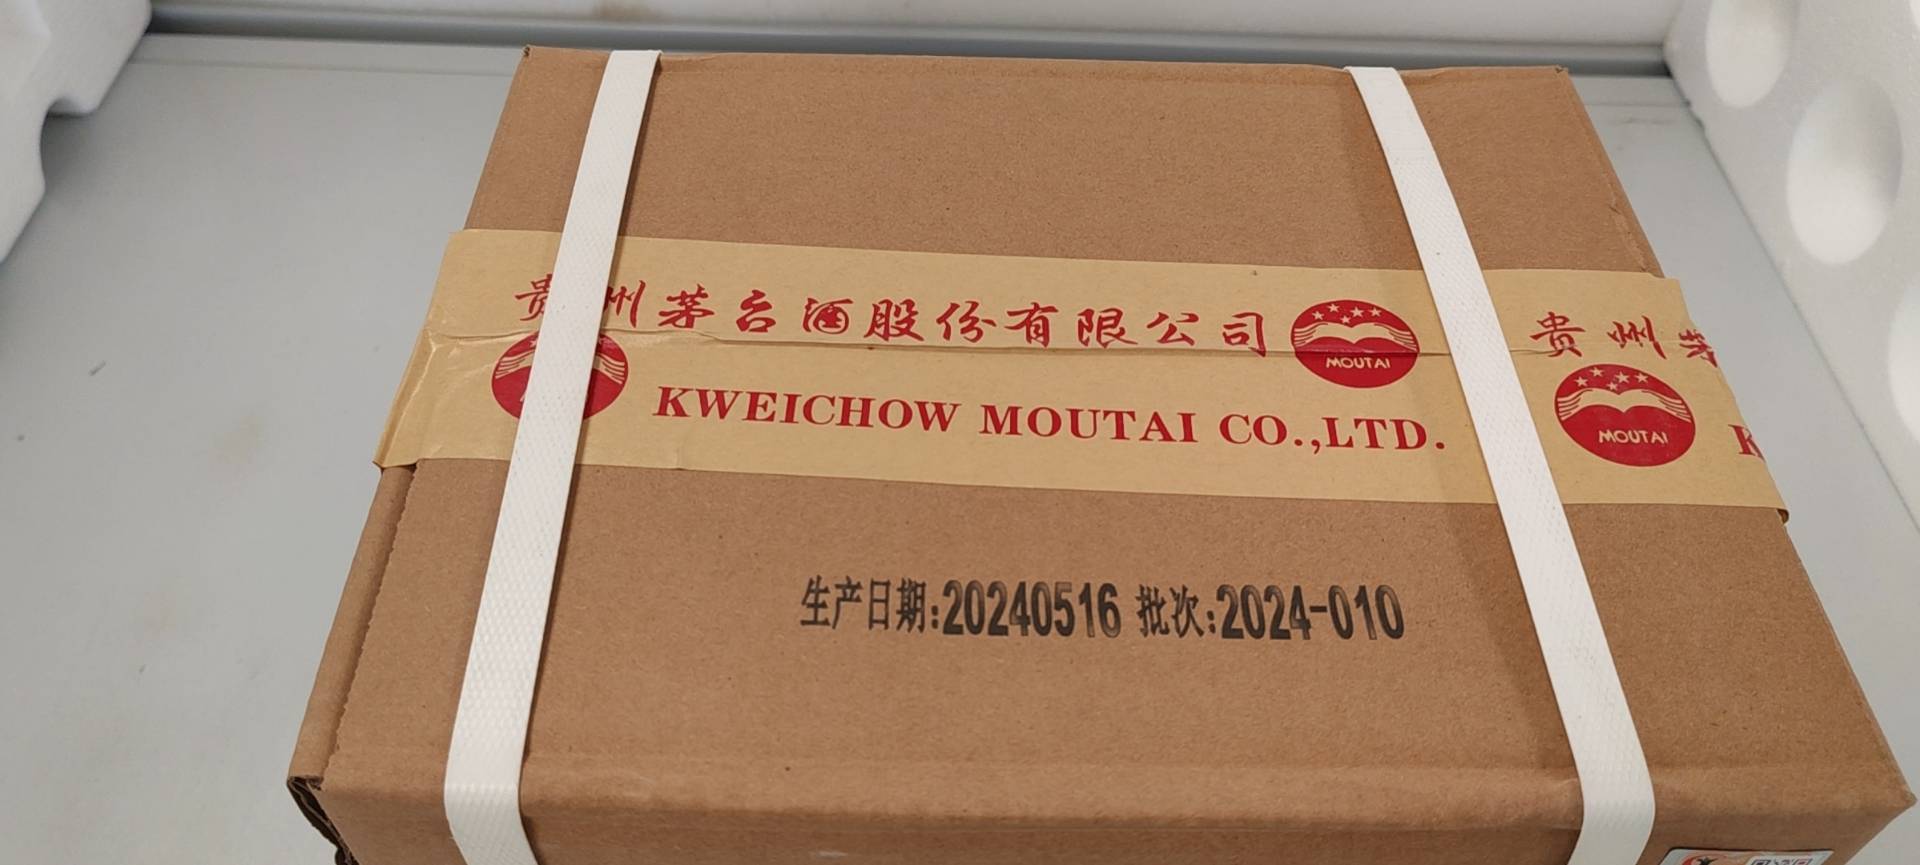 贵州茅台酒股份有限公司
MOUTAI
贵州茅
KWEICHOW MOUTAI CO.,LTD.
MOUTAI
生产日期:20240516 批次:2024-010